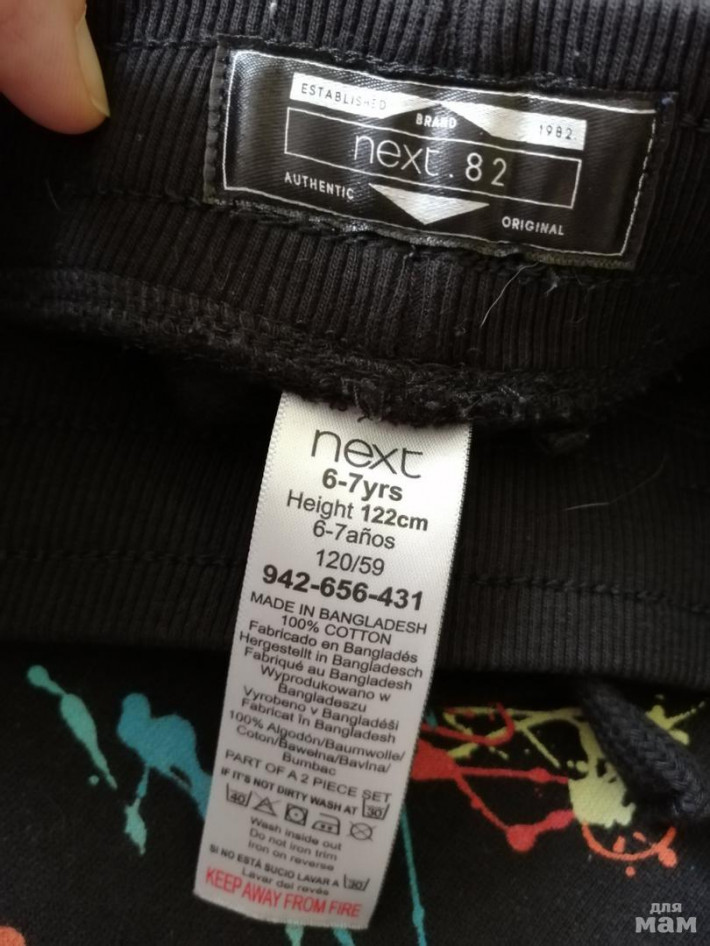 ESTABLISHED
BRAND
1982.
next.82
AUTHENTIC
ORIGINAL
next
6-7yrs
Height 122cm
6-7años
120/59
942-656-431
MADE IN BANGLADESH
100% COTTON
Fabricado en Bangladés
Hergestellt in Bangladesch
Fabriqué au Bangladesh
Wyprodukowano w
Bangladeszu
Vyrobeno v Bangladéši
Fabricat în Bangladesh
100% Algodón/Baumwolle/
Coton/Bawełna/Bavlna/
Bumbac
PART OF A 2 PIECE SET
IF IT'S NOT DIRTY WASH AT 30
40
Wash inside out
Do not iron trim
Iron on reverse
SI NO ESTÁ SUCIO LAVAR A 30
Lavar del revés
KEEP AWAY FROM FIRE
для
мам